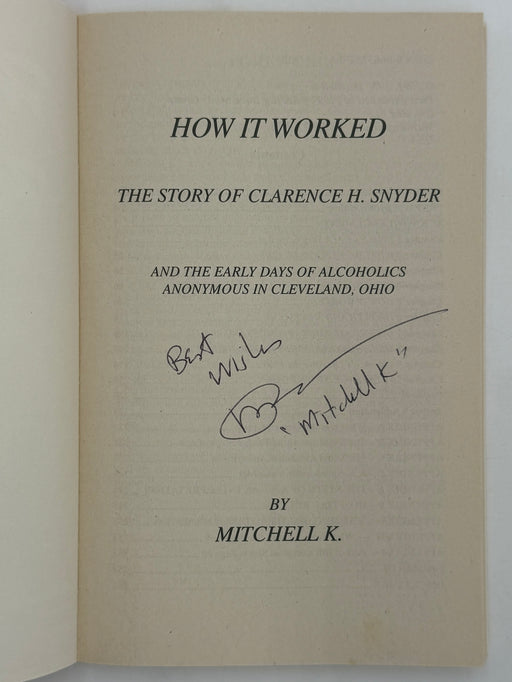 HOW IT WORKED
THE STORY OF CLARENCE H. SNYDER
AND THE EARLY DAYS OF ALCOHOLICS
ANONYMOUS IN CLEVELAND, OHIO
Best
Wishes
"Mitchell K"
BY
MITCHELL K.